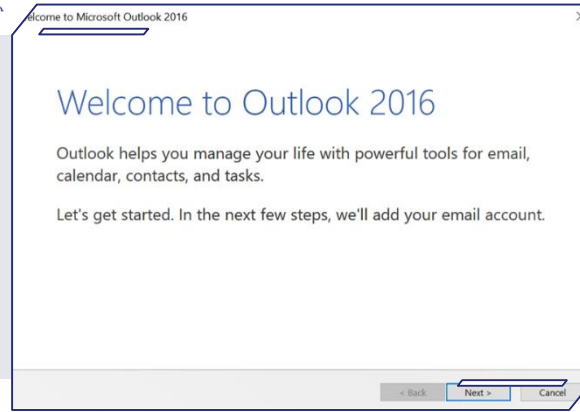 Welcome to Microsoft Outlook 2016
Welcome to Outlook 2016
Outlook helps you manage your life with powerful tools for email,
calendar, contacts, and tasks.
Let's get started. In the next few steps, we'll add your email account.
< Back Next > Cancel